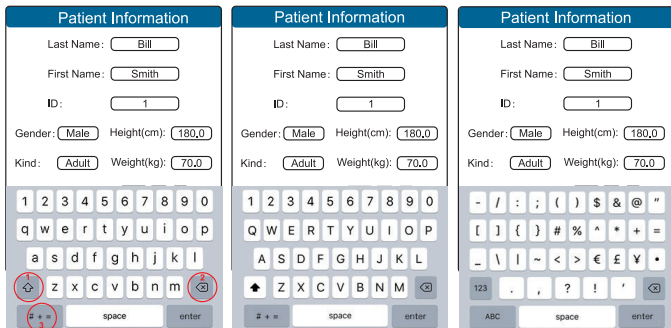 Patient Information
Last Name: Bill
First Name: Smith
ID: 1
Gender: Male Height(cm): 180.0
Kind: Adult Weight(kg): 70.0
1 2 3 4 5 6 7 8 9 0
q w e r t y u i o p
a s d f g h j k l
1 z x c v b n m 2
# + = 3 space enter
Patient Information
Last Name: Bill
First Name: Smith
ID: 1
Gender: Male Height(cm): 180.0
Kind: Adult Weight(kg): 70.0
1 2 3 4 5 6 7 8 9 0
Q W E R T Y U I O P
A S D F G H J K L
Z X C V B N M
# + = space enter
Patient Information
Last Name: Bill
First Name: Smith
ID: 1
Gender: Male Height(cm): 180.0
Kind: Adult Weight(kg): 70.0
- / : ; ( ) $ & @ "
[ ] { } # % ^ * + =
_ \ | ~ < > € £ ¥ •
123 . , ? ! '
ABC space enter